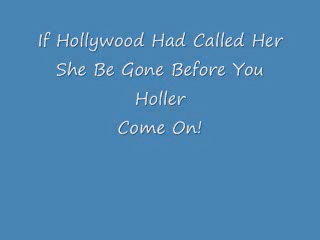 If Hollywood Had Called Her
She Be Gone Before You
Holler
Come On!